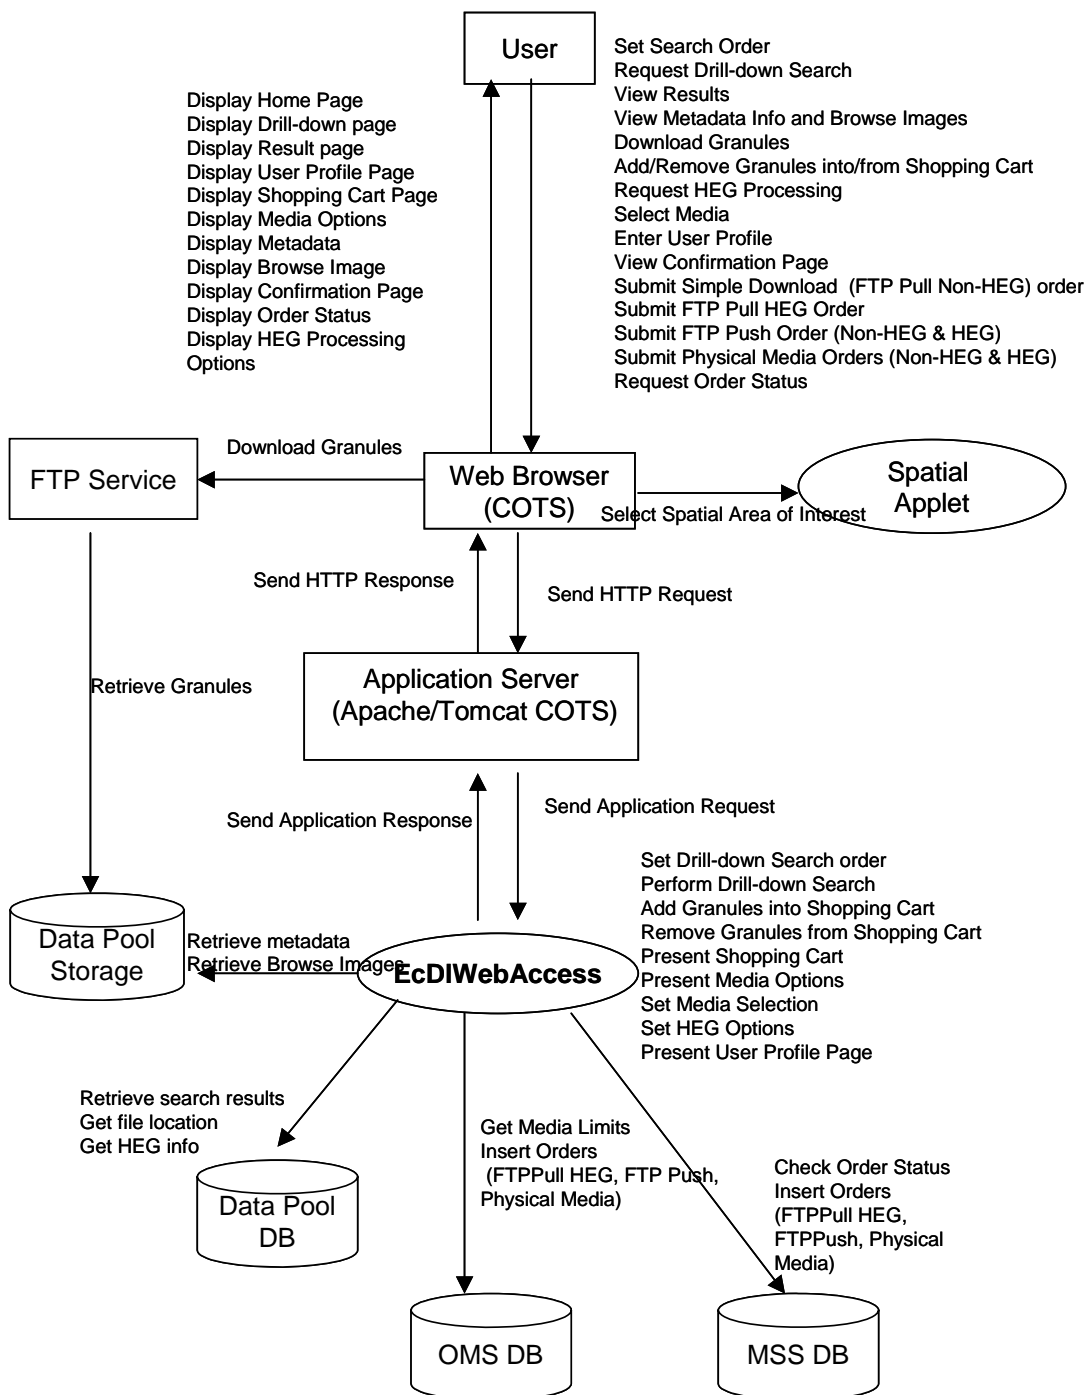 User
Set Search Order
Request Drill-down Search
View Results
View Metadata Info and Browse Images
Download Granules
Add/Remove Granules into/from Shopping Cart
Request HEG Processing
Select Media
Enter User Profile
View Confirmation Page
Submit Simple Download (FTP Pull Non-HEG) order
Submit FTP Pull HEG Order
Submit FTP Push Order (Non-HEG & HEG)
Submit Physical Media Orders (Non-HEG & HEG)
Request Order Status
Display Home Page
Display Drill-down page
Display Result page
Display User Profile Page
Display Shopping Cart Page
Display Media Options
Display Metadata
Display Browse Image
Display Confirmation Page
Display Order Status
Display HEG Processing
Options
FTP Service
Download Granules
Web Browser
(COTS)
Select Spatial Area of Interest
Spatial
Applet
Send HTTP Response
Send HTTP Request
Retrieve Granules
Application Server
(Apache/Tomcat COTS)
Send Application Response
Send Application Request
Set Drill-down Search order
Perform Drill-down Search
Add Granules into Shopping Cart
Remove Granules from Shopping Cart
Present Shopping Cart
Present Media Options
Set Media Selection
Set HEG Options
Present User Profile Page
Data Pool
Storage
Retrieve metadata
Retrieve Browse Images
EcDlWebAccess
Retrieve search results
Get file location
Get HEG info
Data Pool
DB
Get Media Limits
Insert Orders
(FTPPull HEG, FTP Push,
Physical Media)
Check Order Status
Insert Orders
(FTPPull HEG,
FTPPush, Physical
Media)
OMS DB
MSS DB